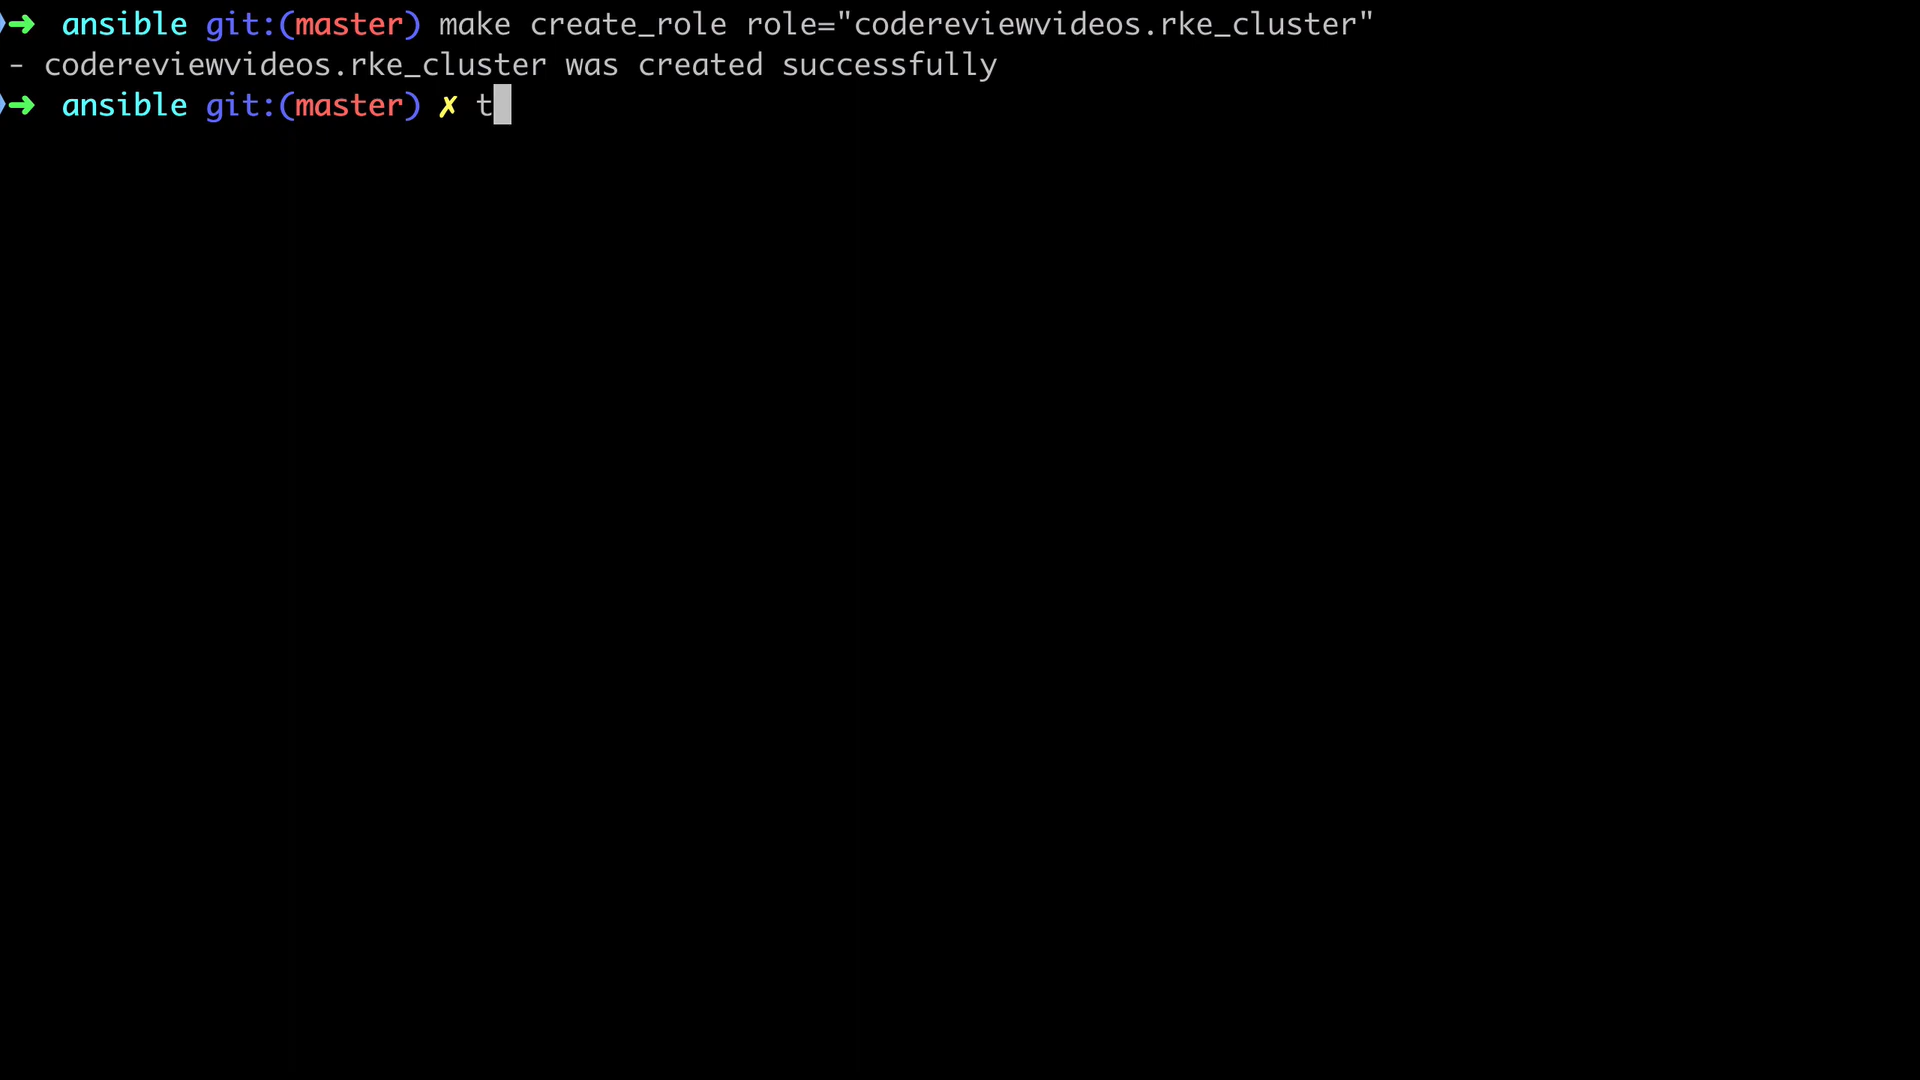 ➜ ansible git:(master) make create_role role="codereviewvideos.rke_cluster"
- codereviewvideos.rke_cluster was created successfully
➜ ansible git:(master) ✗ t